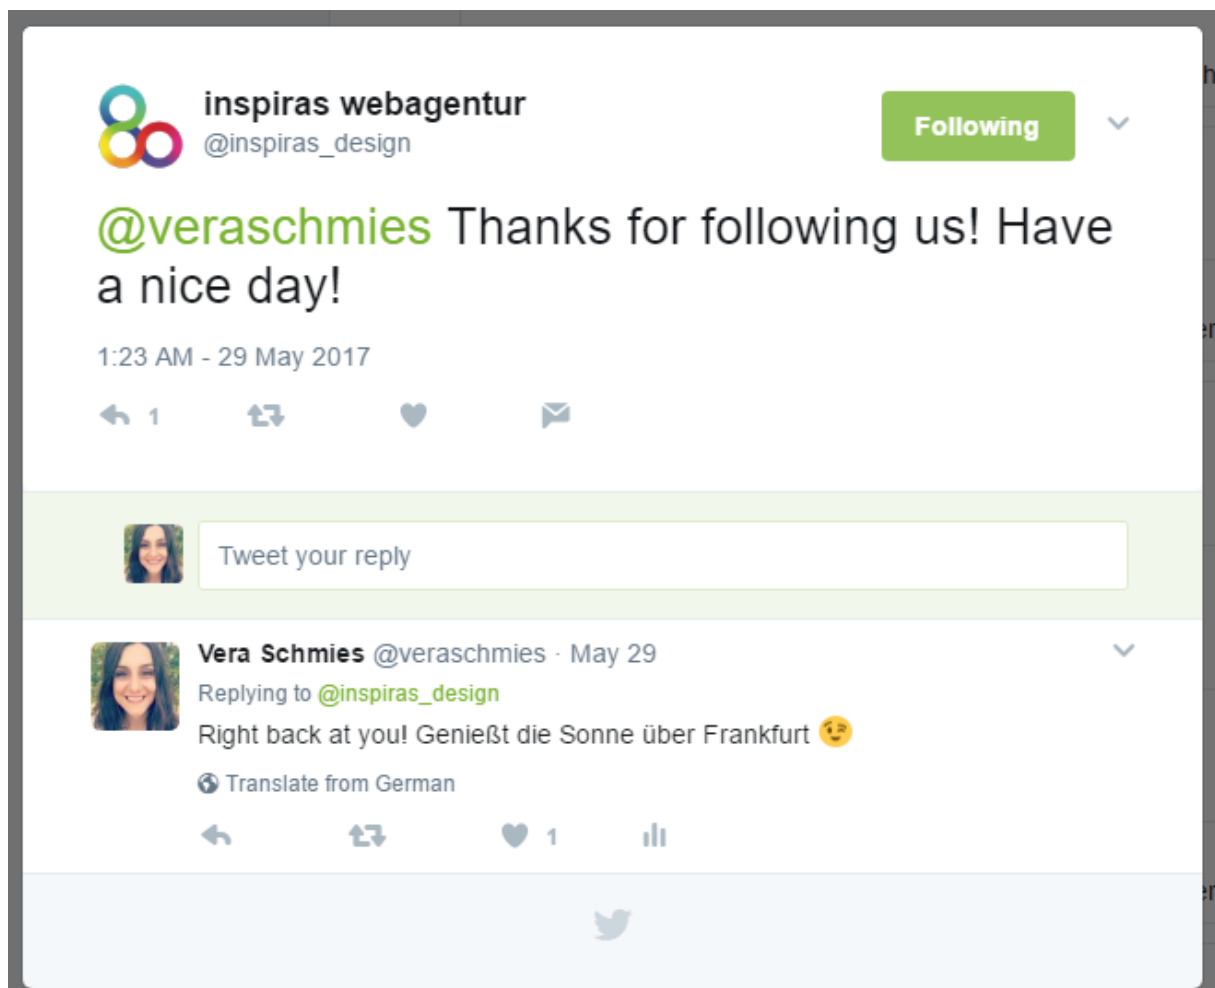 inspiras webagentur
@inspiras_design
Following
@veraschmies Thanks for following us! Have
a nice day!
1:23 AM - 29 May 2017
1
Tweet your reply
Vera Schmies @veraschmies · May 29
Replying to @inspiras_design
Right back at you! Genießt die Sonne über Frankfurt 😉
Translate from German
1